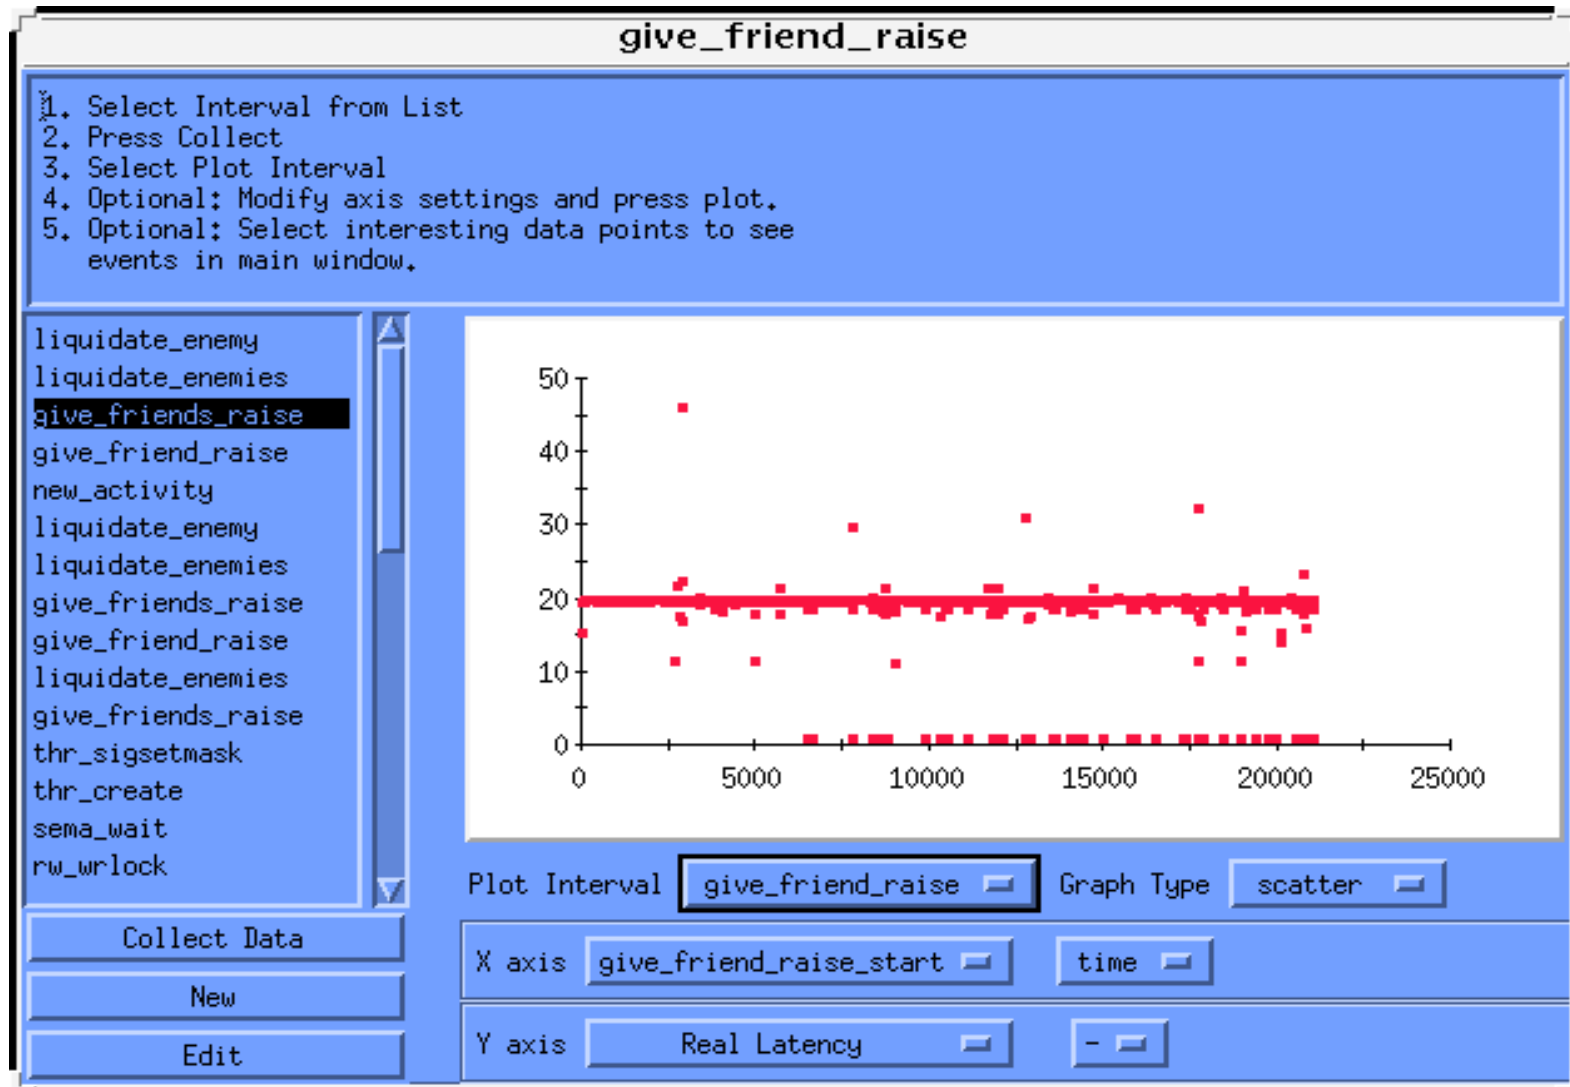 give_friend_raise
1. Select Interval from List
2. Press Collect
3. Select Plot Interval
4. Optional: Modify axis settings and press plot.
5. Optional: Select interesting data points to see
events in main window.
liquidate_enemy
liquidate_enemies
give_friends_raise
give_friend_raise
new_activity
liquidate_enemy
liquidate_enemies
give_friends_raise
give_friend_raise
liquidate_enemies
give_friends_raise
thr_sigsetmask
thr_create
sema_wait
rw_wrlock
Collect Data
New
Edit
50
40
30
20
10
0
0 5000 10000 15000 20000 25000
Plot Interval give_friend_raise Graph Type scatter
X axis give_friend_raise_start time
Y axis Real Latency -